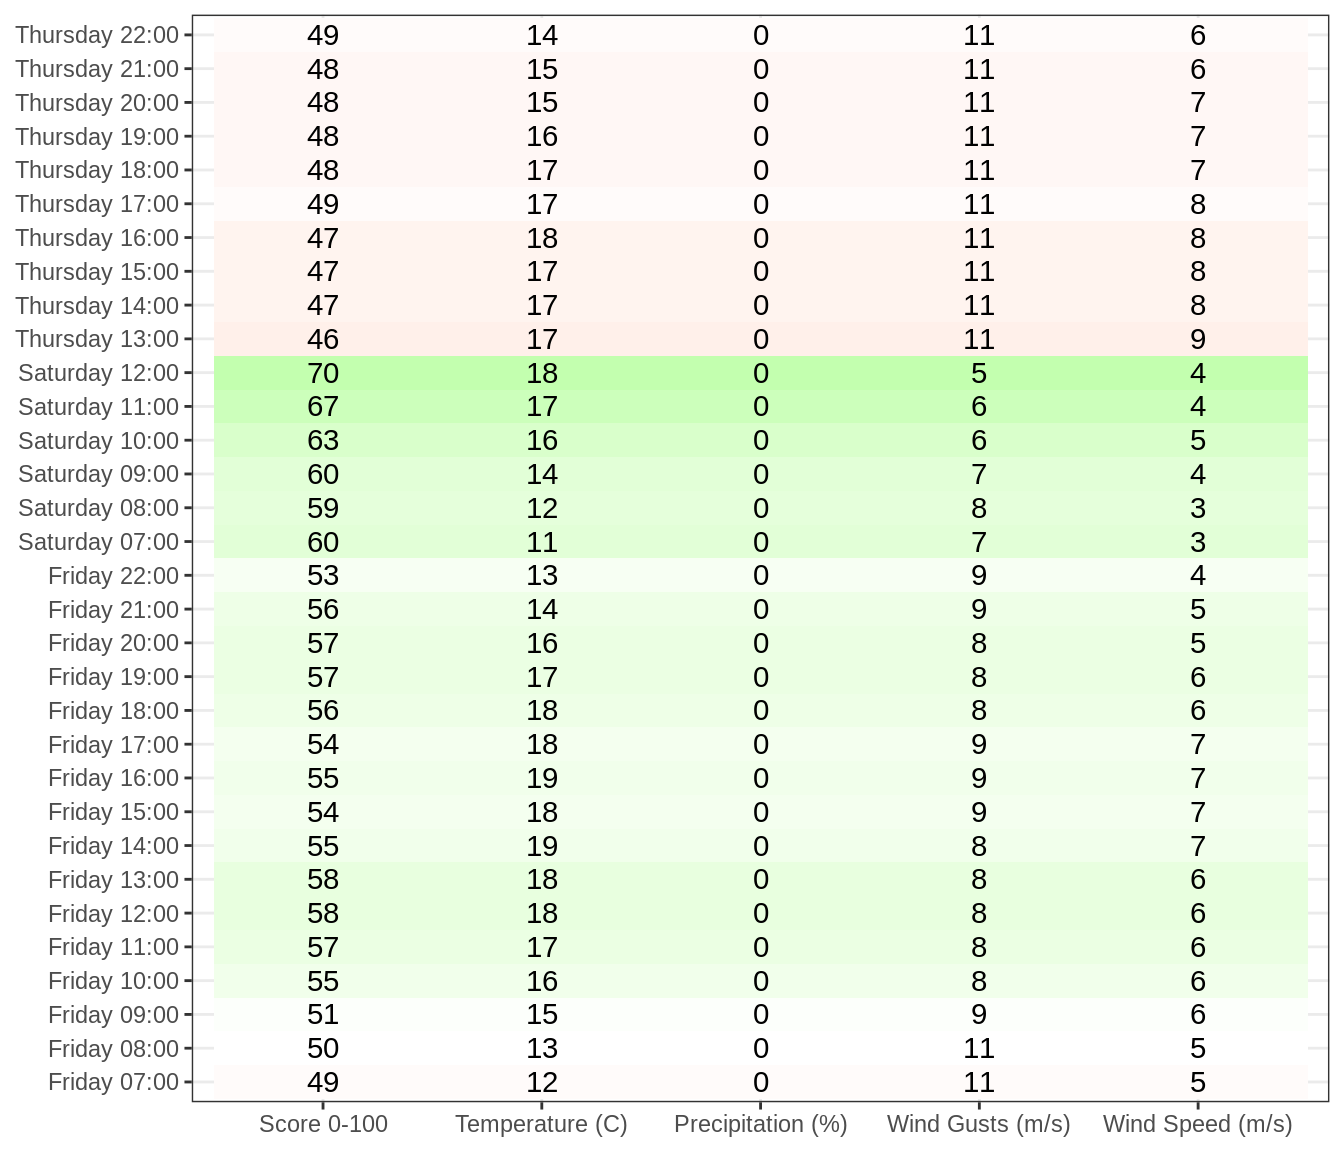 Thursday 22:00 49 14 0 11 6
Thursday 21:00 48 15 0 11 6
Thursday 20:00 48 15 0 11 7
Thursday 19:00 48 16 0 11 7
Thursday 18:00 48 17 0 11 7
Thursday 17:00 49 17 0 11 8
Thursday 16:00 47 18 0 11 8
Thursday 15:00 47 17 0 11 8
Thursday 14:00 47 17 0 11 8
Thursday 13:00 46 17 0 11 9
Saturday 12:00 70 18 0 5 4
Saturday 11:00 67 17 0 6 4
Saturday 10:00 63 16 0 6 5
Saturday 09:00 60 14 0 7 4
Saturday 08:00 59 12 0 8 3
Saturday 07:00 60 11 0 7 3
Friday 22:00 53 13 0 9 4
Friday 21:00 56 14 0 9 5
Friday 20:00 57 16 0 8 5
Friday 19:00 57 17 0 8 6
Friday 18:00 56 18 0 8 6
Friday 17:00 54 18 0 9 7
Friday 16:00 55 19 0 9 7
Friday 15:00 54 18 0 9 7
Friday 14:00 55 19 0 8 7
Friday 13:00 58 18 0 8 6
Friday 12:00 58 18 0 8 6
Friday 11:00 57 17 0 8 6
Friday 10:00 55 16 0 8 6
Friday 09:00 51 15 0 9 6
Friday 08:00 50 13 0 11 5
Friday 07:00 49 12 0 11 5
Score 0-100 Temperature (C) Precipitation (%) Wind Gusts (m/s) Wind Speed (m/s)